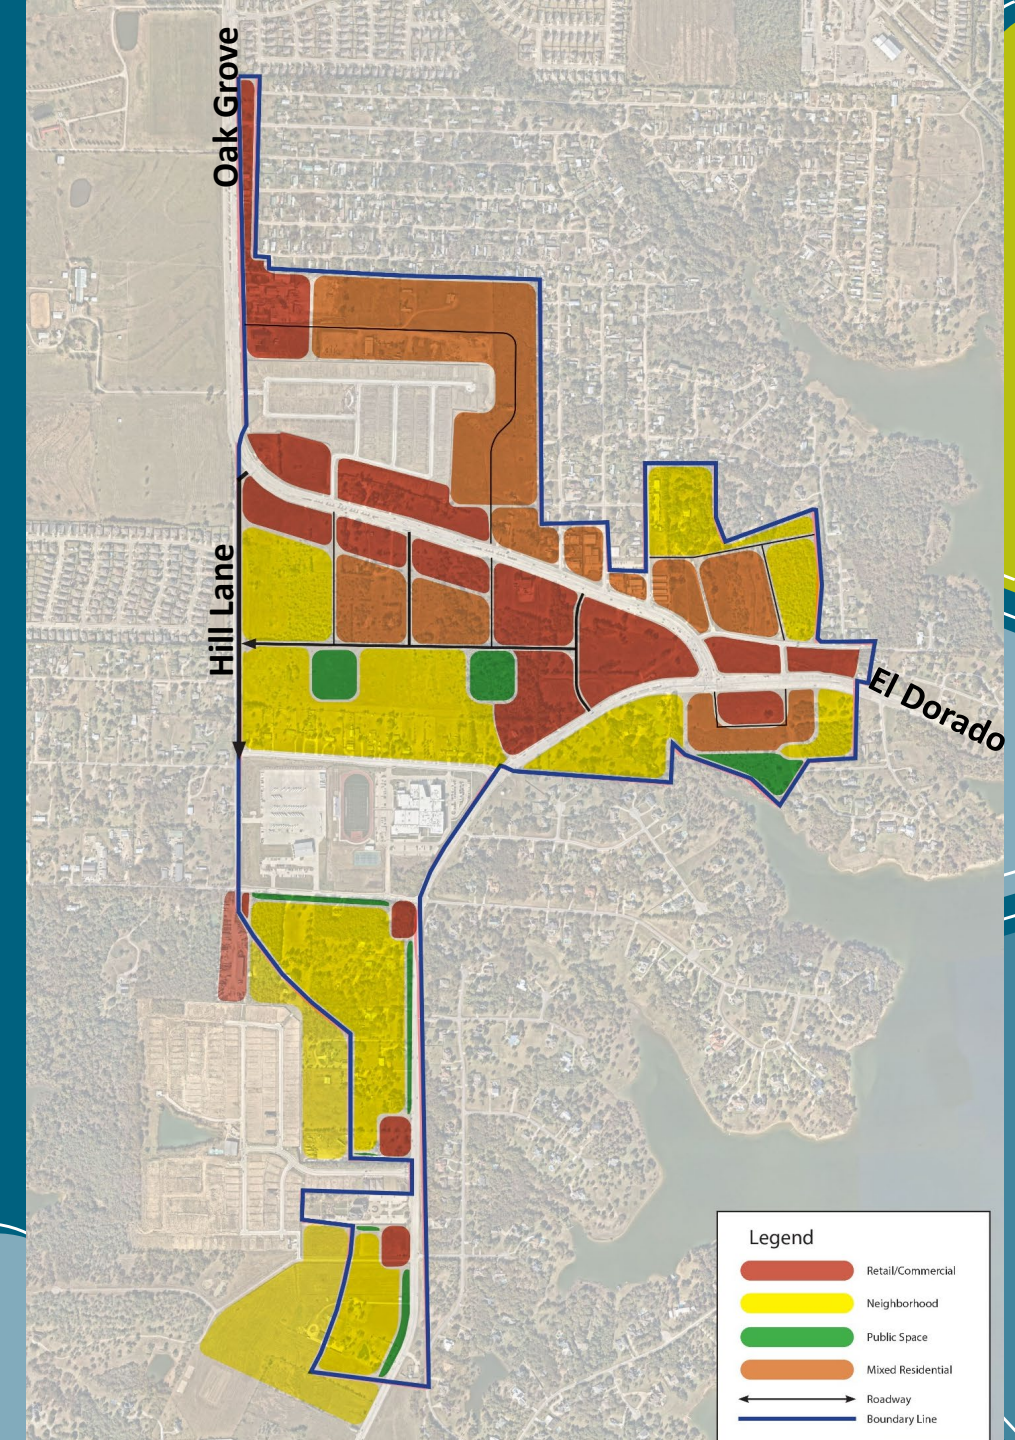 Oak Grove
Hill Lane
El Dorado
Legend
Retail/Commercial
Neighborhood
Public Space
Mixed Residential
Roadway
Boundary Line